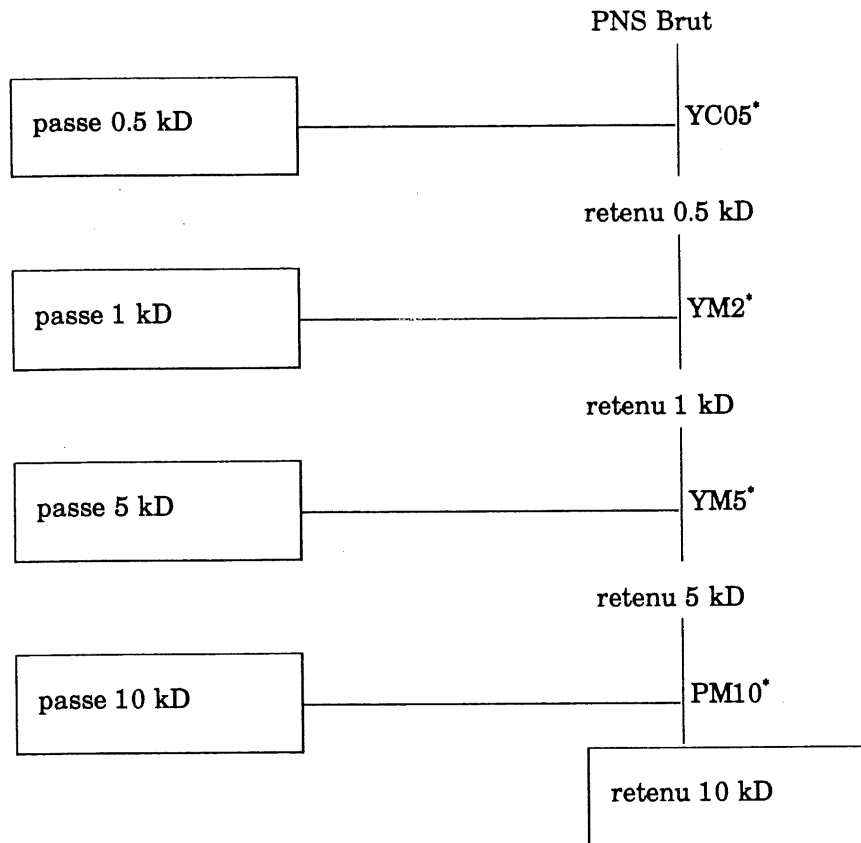 PNS Brut
passe 0.5 kD
YC05*
retenu 0.5 kD
passe 1 kD
YM2*
retenu 1 kD
passe 5 kD
YM5*
retenu 5 kD
passe 10 kD
PM10*
retenu 10 kD